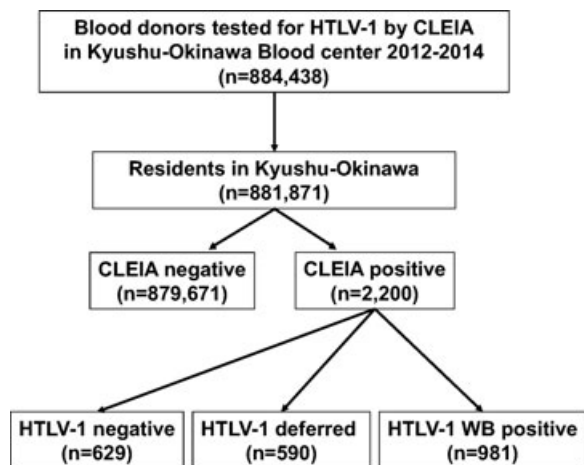 Blood donors tested for HTLV-1 by CLEIA
in Kyushu-Okinawa Blood center 2012-2014
(n=884,438)
Residents in Kyushu-Okinawa
(n=881,871)
CLEIA negative
(n=879,671)
CLEIA positive
(n=2,200)
HTLV-1 negative
(n=629)
HTLV-1 deferred
(n=590)
HTLV-1 WB positive
(n=981)